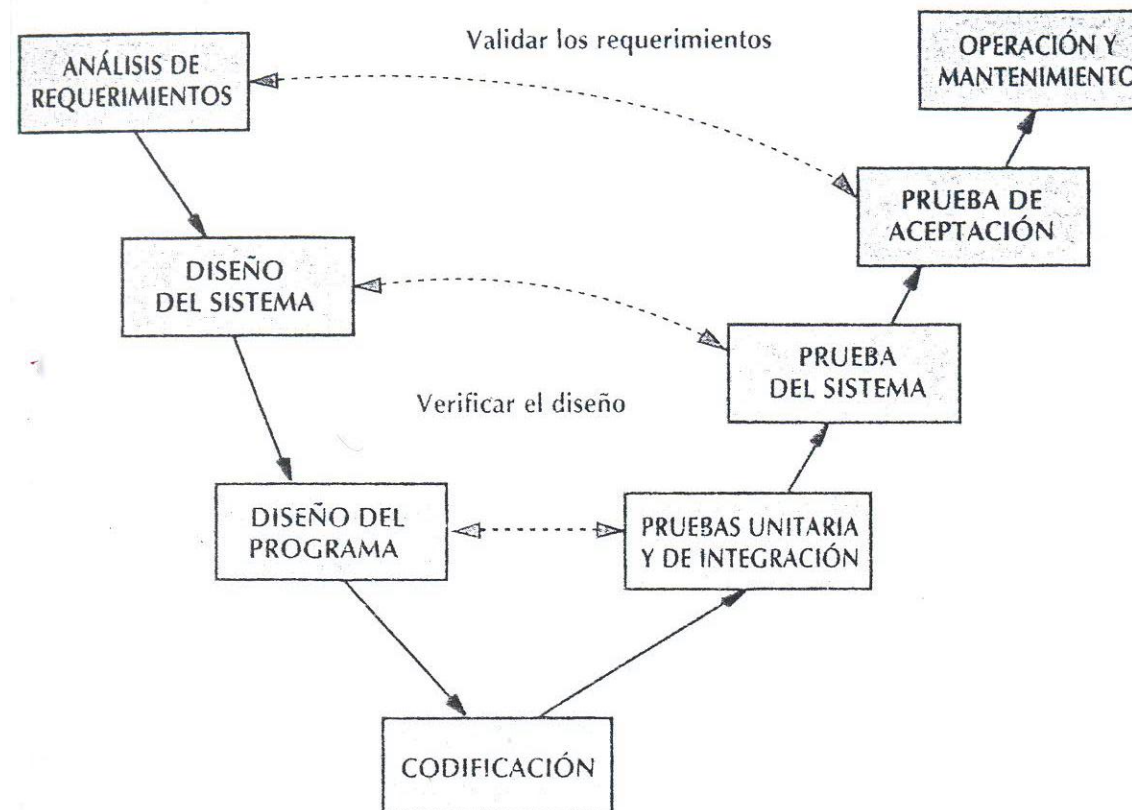 Validar los requerimientos
OPERACIÓN Y
MANTENIMIENTO
ANÁLISIS DE
REQUERIMIENTOS
PRUEBA DE
ACEPTACIÓN
DISEÑO
DEL SISTEMA
PRUEBA
DEL SISTEMA
Verificar el diseño
DISEÑO DEL
PROGRAMA
PRUEBAS UNITARIA
Y DE INTEGRACIÓN
CODIFICACIÓN